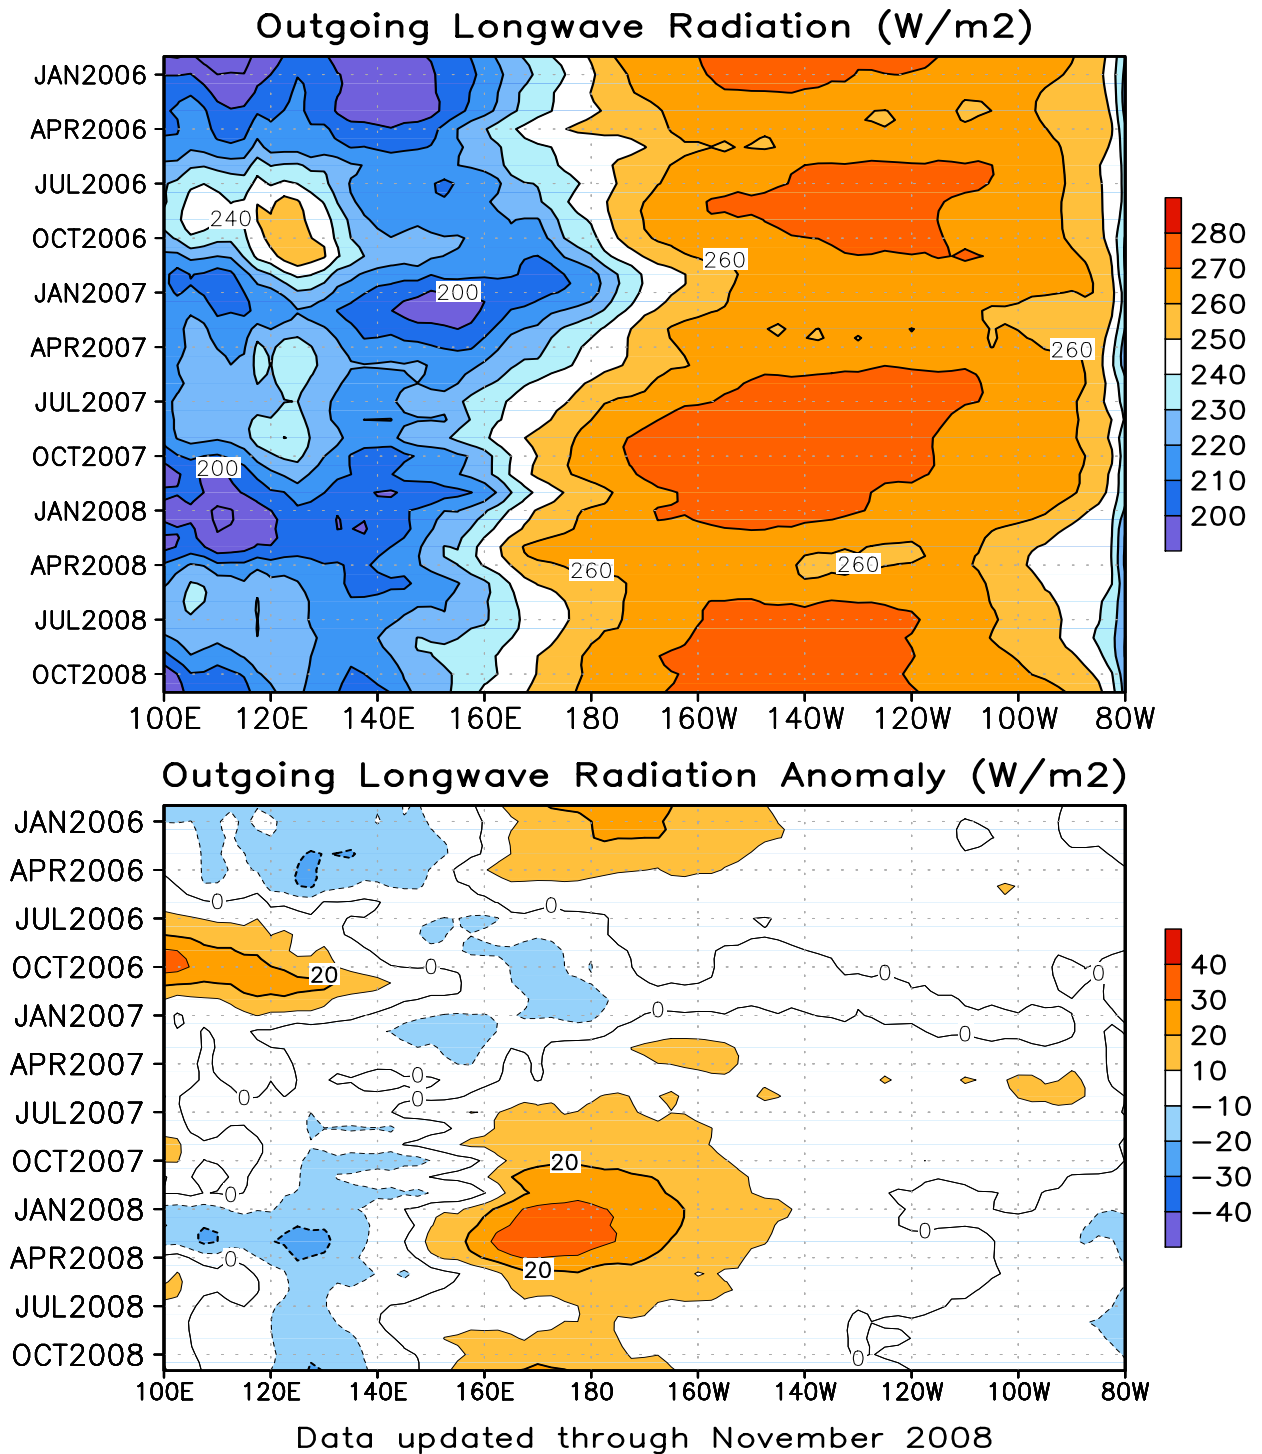 Outgoing Longwave Radiation (W/m2)
JAN2006
APR2006
JUL2006
OCT2006
JAN2007
APR2007
JUL2007
OCT2007
JAN2008
APR2008
JUL2008
OCT2008
240
260
200
260
200
260
260
100E 120E 140E 160E 180 160W 140W 120W 100W 80W
280
270
260
250
240
230
220
210
200
Outgoing Longwave Radiation Anomaly (W/m2)
JAN2006
APR2006
JUL2006
OCT2006
JAN2007
APR2007
JUL2007
OCT2007
JAN2008
APR2008
JUL2008
OCT2008
0
0
20
0
0
0
0
0
0
0
0
0
20
0
0
0
20
0
100E 120E 140E 160E 180 160W 140W 120W 100W 80W
40
30
20
10
−10
−20
−30
−40
Data updated through November 2008